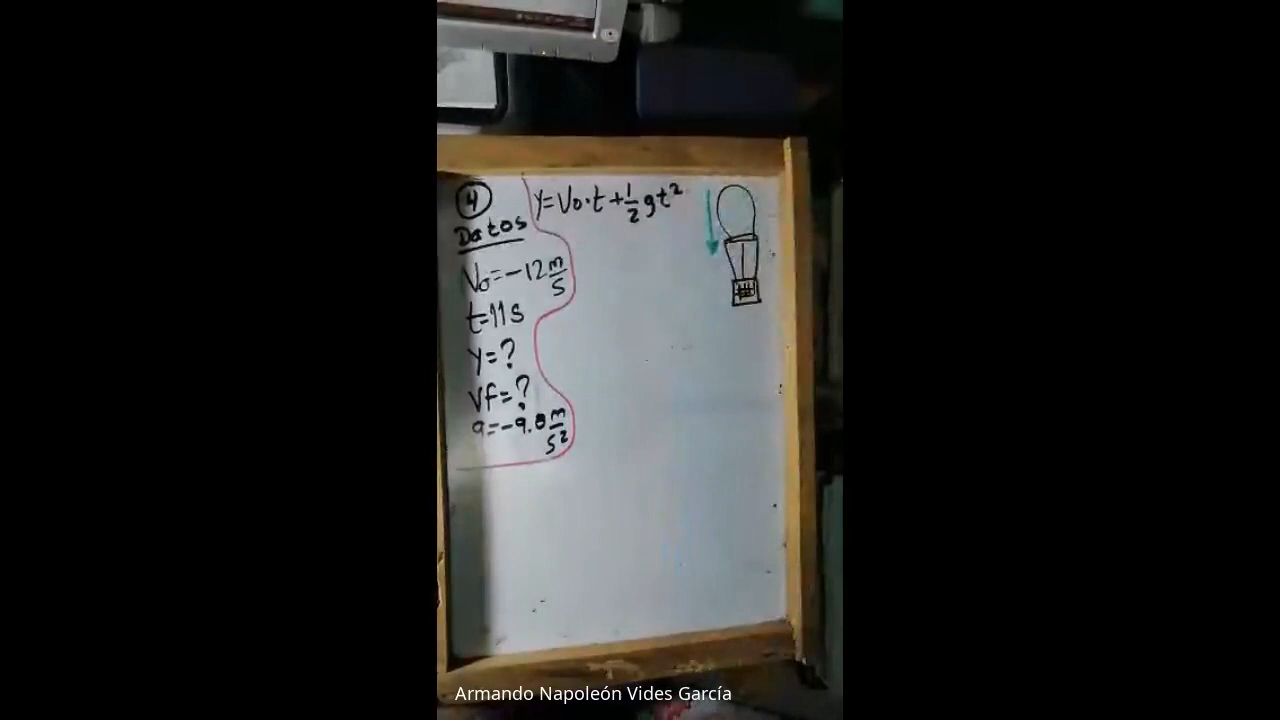 4
Datos
Y=Vo·t+1/2gt²
Vo=-12m/s
t=11s
y=?
Vf=?
g=-9.8m/s²
Armando Napoleón Vides García